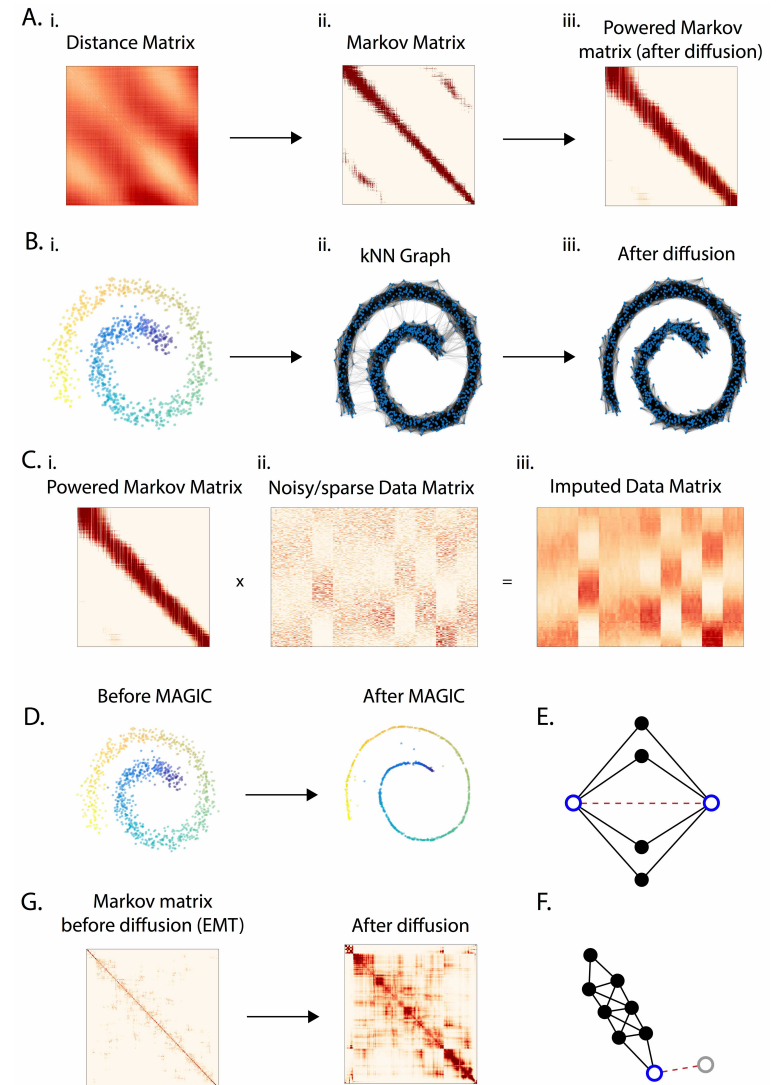 A. i.
Distance Matrix
ii.
Markov Matrix
iii.
Powered Markov
matrix (after diffusion)
B. i.
ii.
kNN Graph
iii.
After diffusion
C. i.
Powered Markov Matrix
x
ii.
Noisy/sparse Data Matrix
=
iii.
Imputed Data Matrix
D.
Before MAGIC
After MAGIC
E.
G.
Markov matrix
before diffusion (EMT)
After diffusion
F.